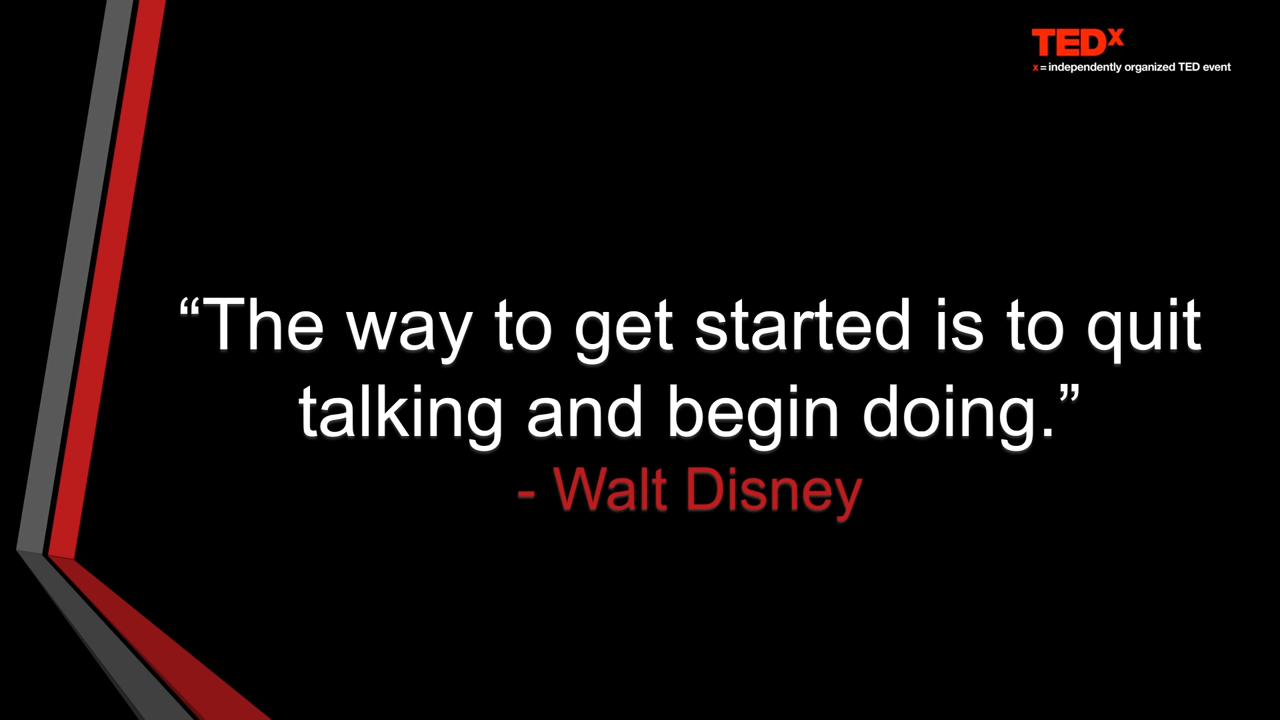 TEDx
x = independently organized TED event
“The way to get started is to quit
talking and begin doing.”
- Walt Disney